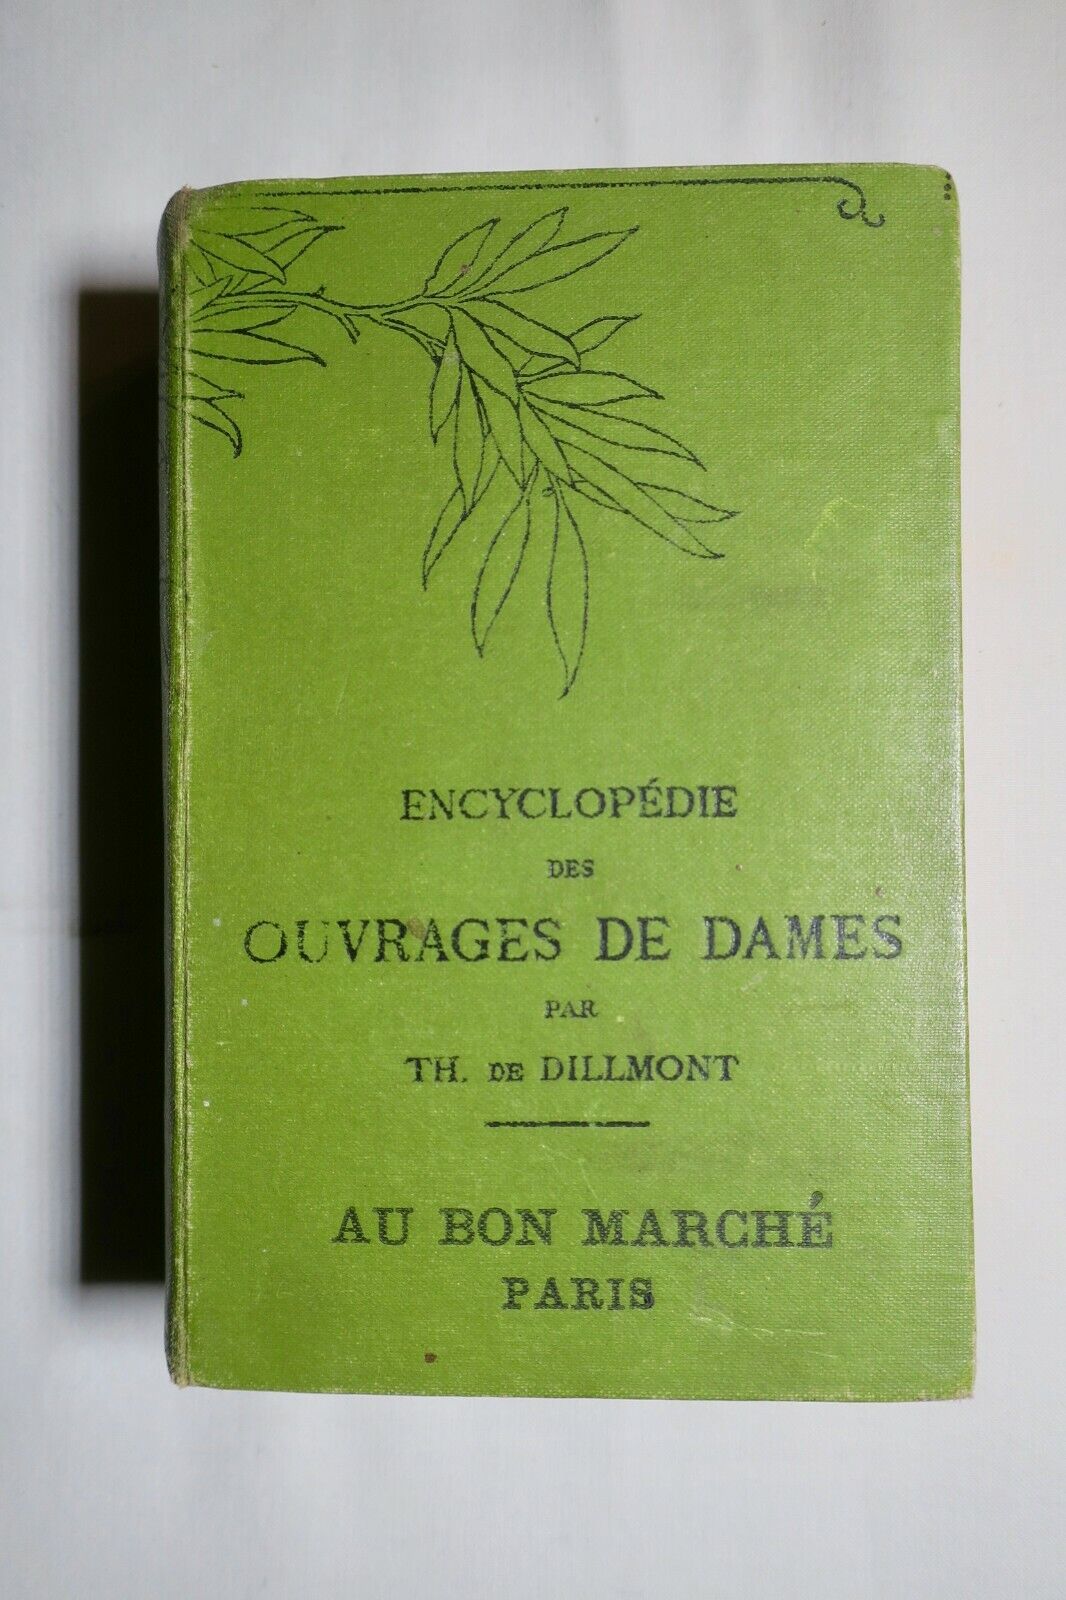 ENCYCLOPÉDIE
DES
OUVRAGES DE DAMES
PAR
TH. DE DILLMONT
AU BON MARCHÉ
PARIS